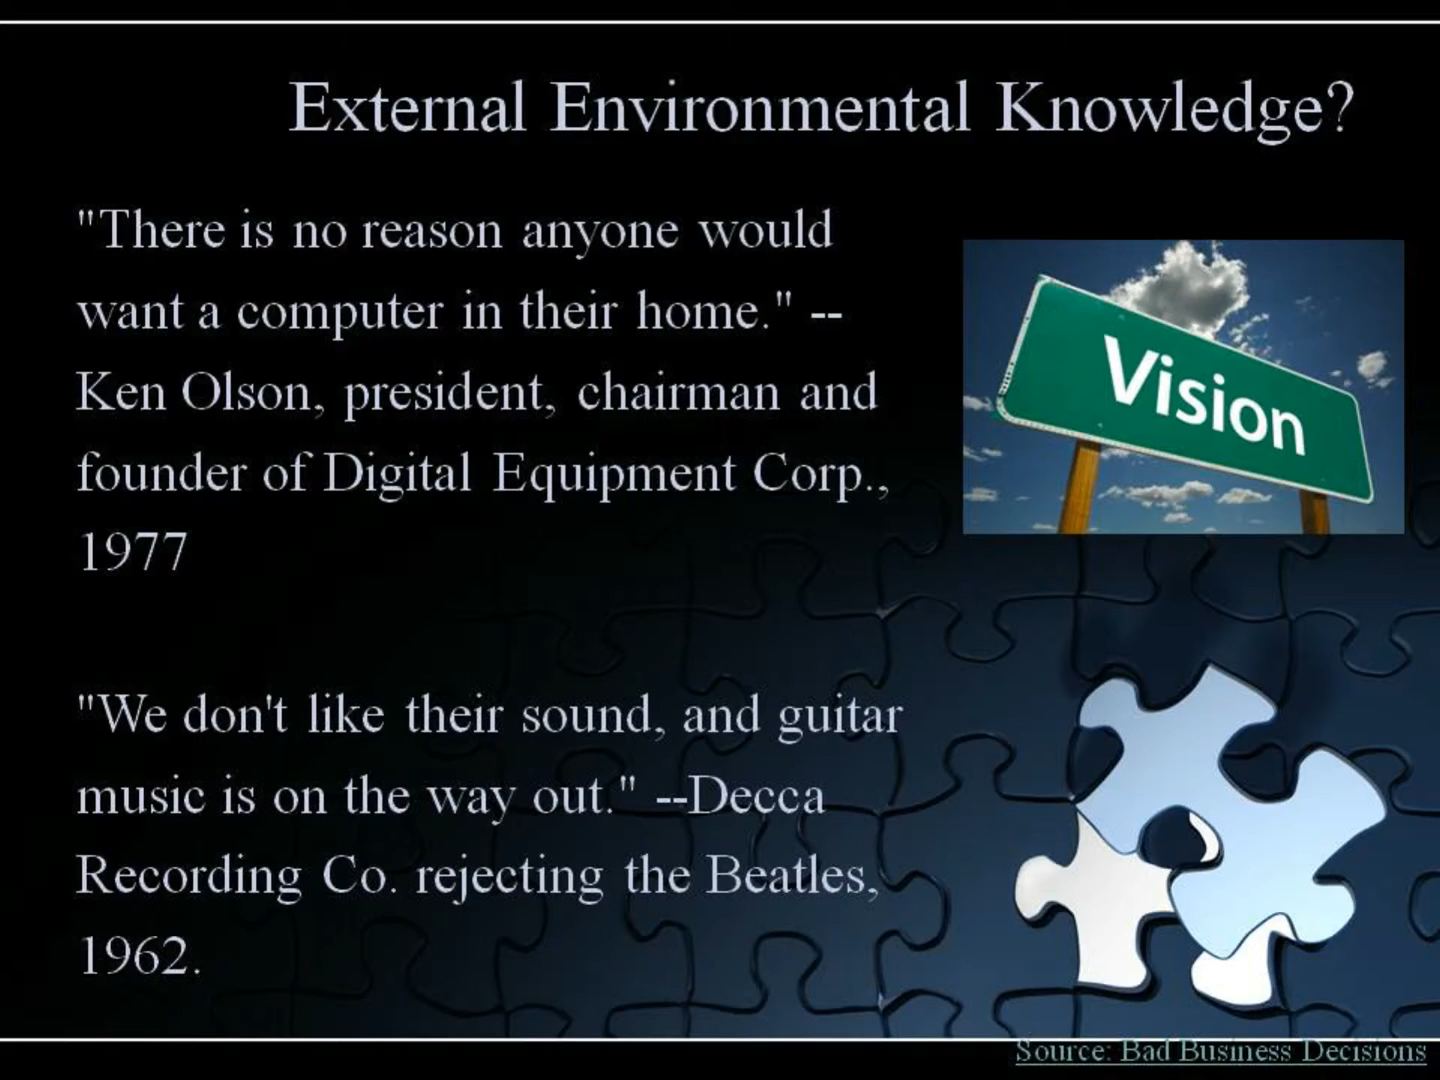 External Environmental Knowledge?
"There is no reason anyone would
want a computer in their home." --
Ken Olson, president, chairman and
founder of Digital Equipment Corp.,
1977
Vision
"We don't like their sound, and guitar
music is on the way out." --Decca
Recording Co. rejecting the Beatles,
1962.
Source: Bad Business Decisions